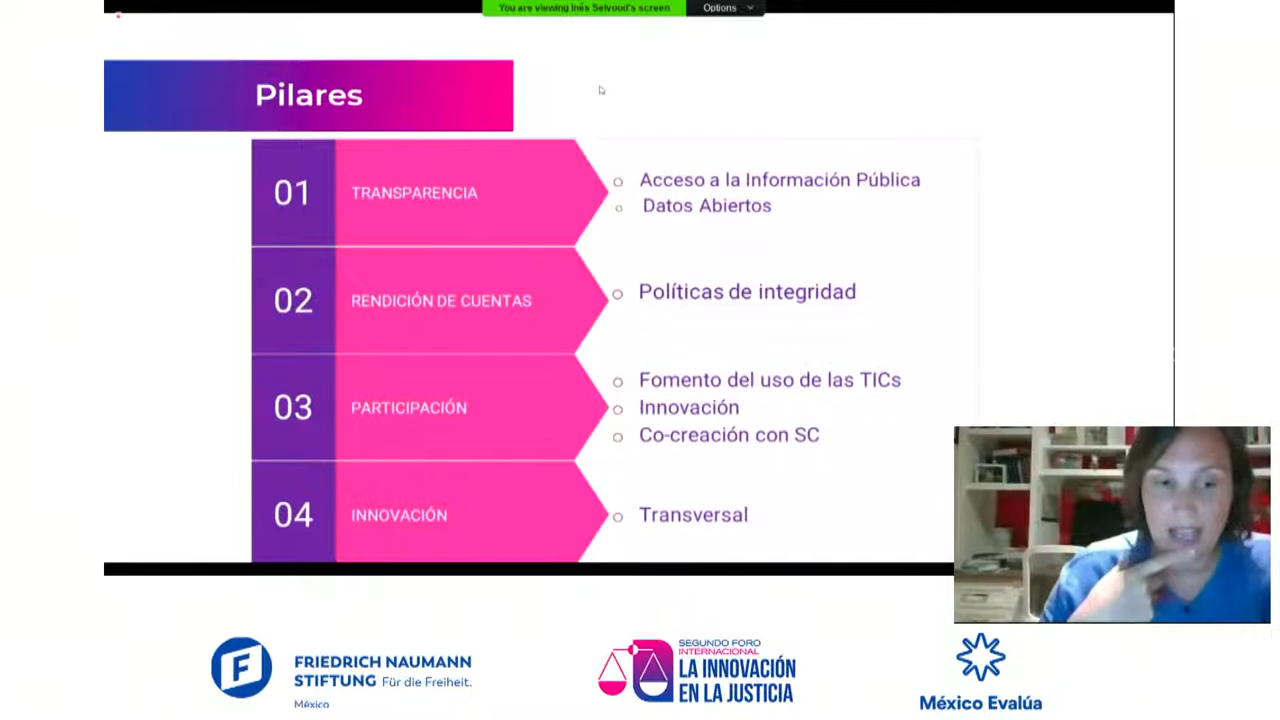 You are viewing Inés Selvood's screen
Options
Pilares
01
TRANSPARENCIA
Acceso a la Información Pública
Datos Abiertos
02
RENDICIÓN DE CUENTAS
Políticas de integridad
03
PARTICIPACIÓN
Fomento del uso de las TICs
Innovación
Co-creación con SC
04
INNOVACIÓN
Transversal
F
FRIEDRICH NAUMANN
STIFTUNG Für die Freiheit.
México
SEGUNDO FORO
INTERNACIONAL
LA INNOVACIÓN
EN LA JUSTICIA
México Evalúa